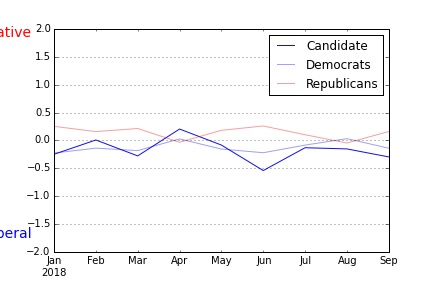 ative
peral
2.0
1.5
1.0
0.5
0.0
−0.5
−1.0
−1.5
−2.0
Candidate
Democrats
Republicans
Jan Feb Mar Apr May Jun Jul Aug Sep
2018